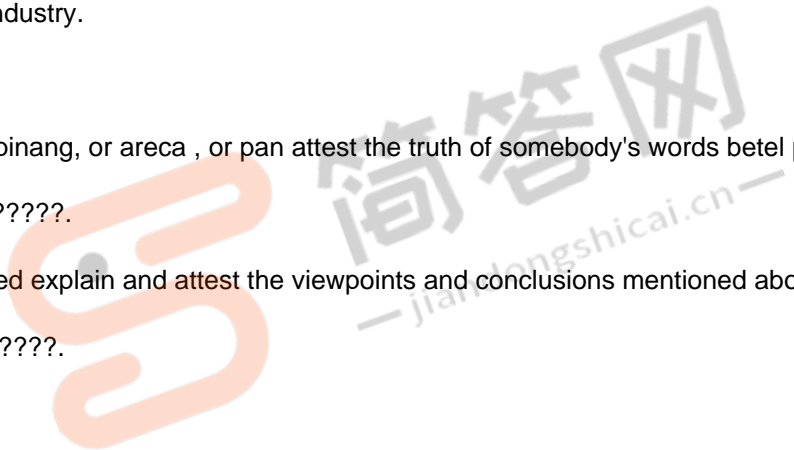 ndustry.
pinang, or areca , or pan attest the truth of somebody's words betel
?????.
ed explain and attest the viewpoints and conclusions mentioned abo
????.
简答网
jiandongshicai.cn